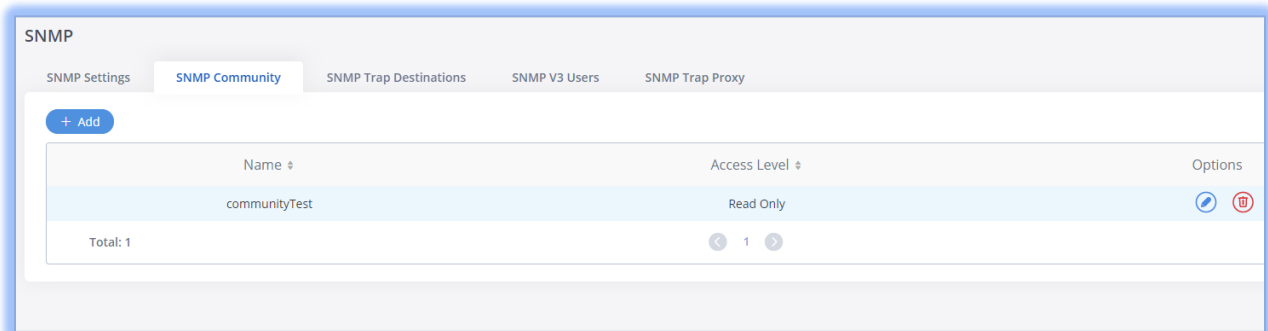 SNMP
SNMP Settings SNMP Community SNMP Trap Destinations SNMP V3 Users SNMP Trap Proxy
+ Add
Name Access Level Options
communityTest Read Only
Total: 1 1